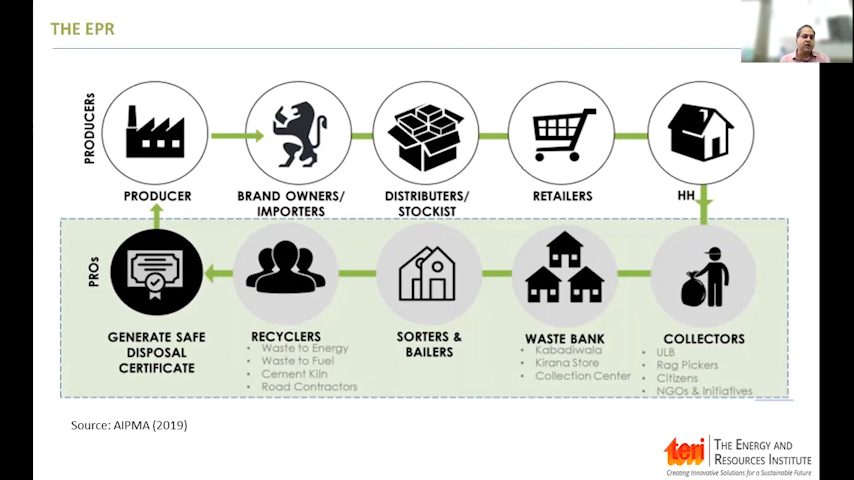 THE EPR
PRODUCERs
PRODUCER
BRAND OWNERS/
IMPORTERS
DISTRIBUTERS/
STOCKIST
RETAILERS
HH
PROs
GENERATE SAFE
DISPOSAL
CERTIFICATE
RECYCLERS
• Waste to Energy
• Waste to Fuel
• Cement Kiln
• Road Contractors
SORTERS &
BAILERS
WASTE BANK
• Kabadiwala
• Kirana Store
• Collection Center
COLLECTORS
• ULB
• Rag Pickers
• Citizens
• NGOs & Initiatives
Source: AIPMA (2019)
teri
THE ENERGY AND
RESOURCES INSTITUTE
Creating Innovative Solutions for a Sustainable Future